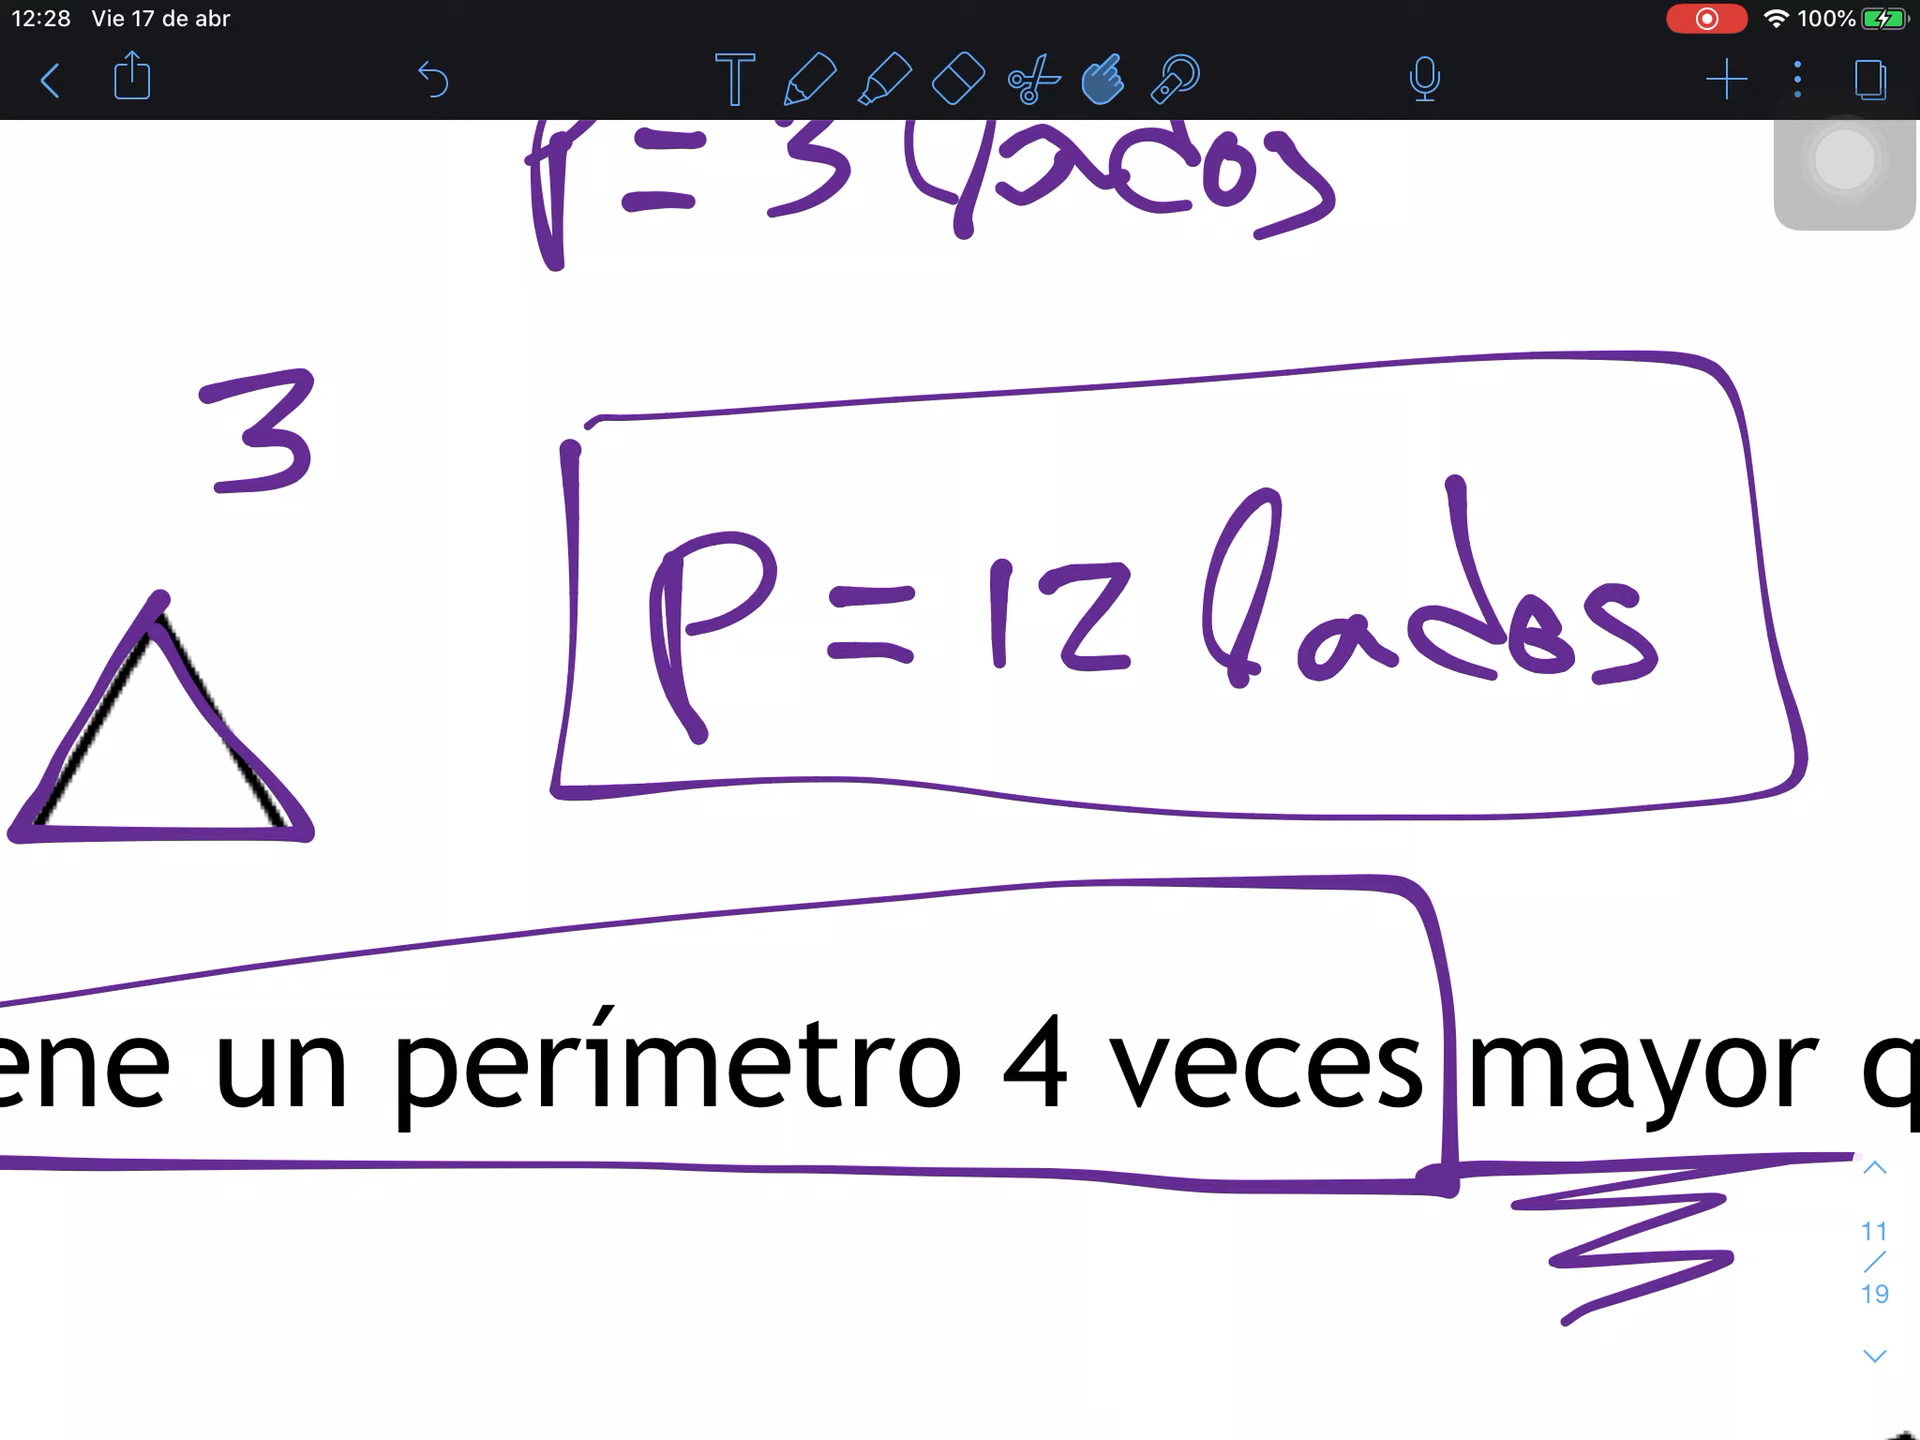 12:28 Vie 17 de abr 100%
T
P = 3 lados
3
P = 12 lados
ene un perímetro 4 veces mayor q
11
/
19